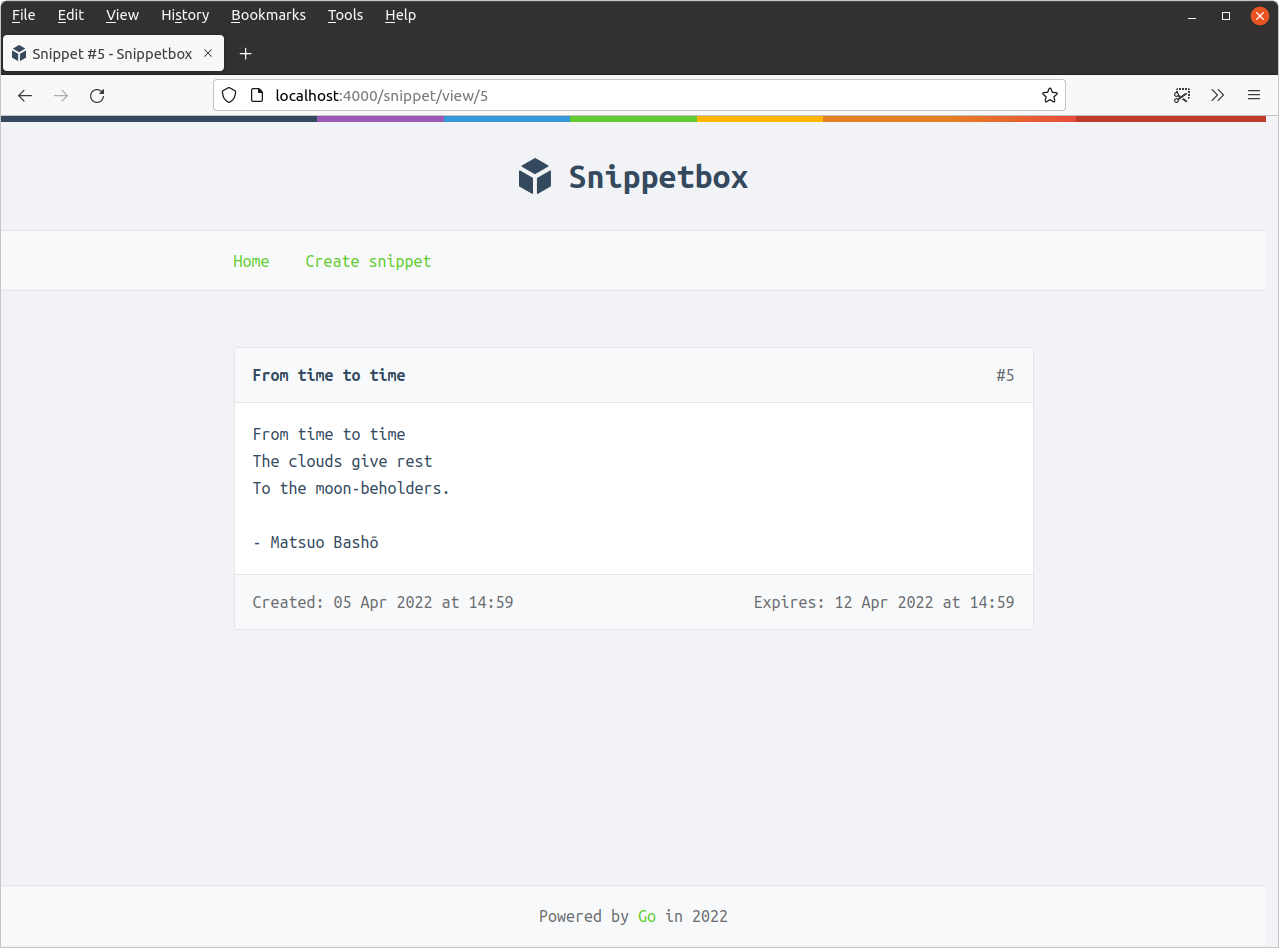 File Edit View History Bookmarks Tools Help
Snippet #5 - Snippetbox
localhost:4000/snippet/view/5
Snippetbox
Home Create snippet
From time to time #5
From time to time
The clouds give rest
To the moon-beholders.
- Matsuo Bashō
Created: 05 Apr 2022 at 14:59 Expires: 12 Apr 2022 at 14:59
Powered by Go in 2022